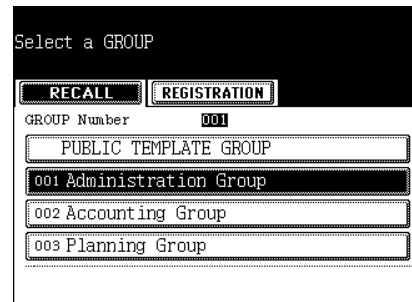 Select a GROUP
RECALL REGISTRATION
GROUP Number 001
PUBLIC TEMPLATE GROUP
001 Administration Group
002 Accounting Group
003 Planning Group